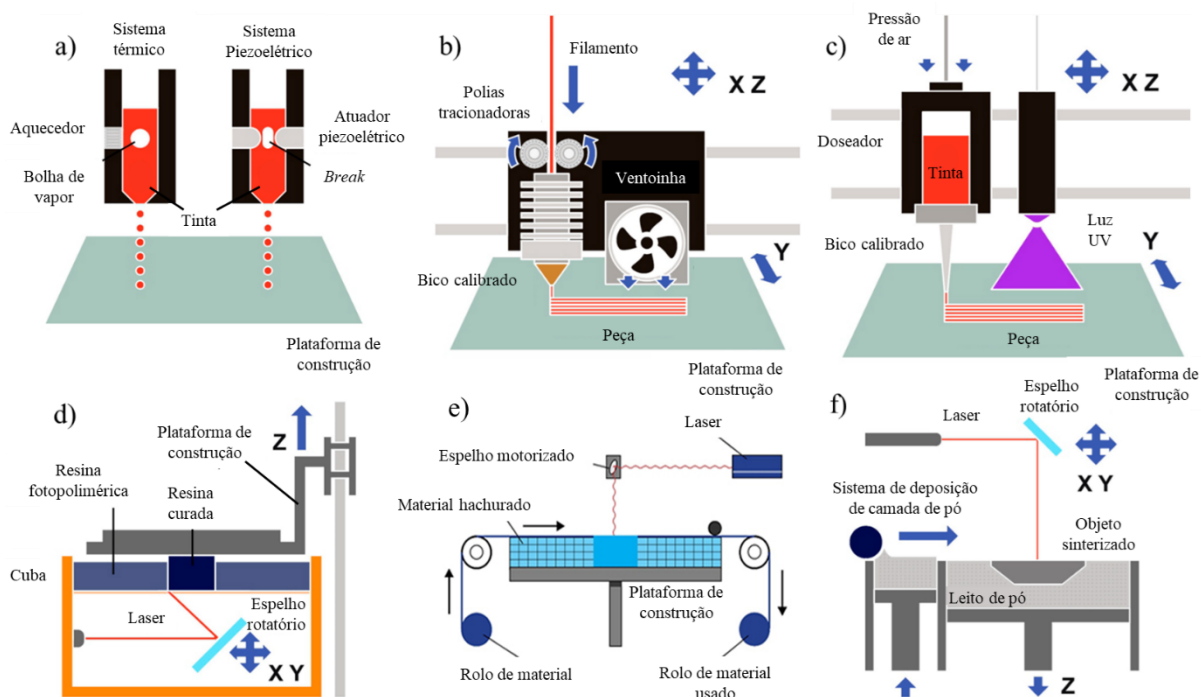 a)
Sistema
térmico
Sistema
Piezoelétrico
Aquecedor
Bolha de
vapor
Atuador
piezoelétrico
Break
Tinta
Plataforma de
construção
b)
Filamento
X Z
Polias
tracionadoras
Ventoinha
Bico calibrado
Y
Peça
Plataforma de
construção
c)
Pressão
de ar
X Z
Doseador
Tinta
Luz
UV
Bico calibrado
Y
Peça
Plataforma de
construção
d)
Z
Plataforma de
construção
Resina
fotopolimérica
Resina
curada
Cuba
Laser
Espelho
rotatório
X Y
e)
Laser
Espelho motorizado
Material hachurado
Plataforma de
construção
Rolo de material
Rolo de material
usado
f)
Laser
Espelho
rotatório
X Y
Sistema de deposição
de camada de pó
Objeto
sinterizado
Leito de pó
Z